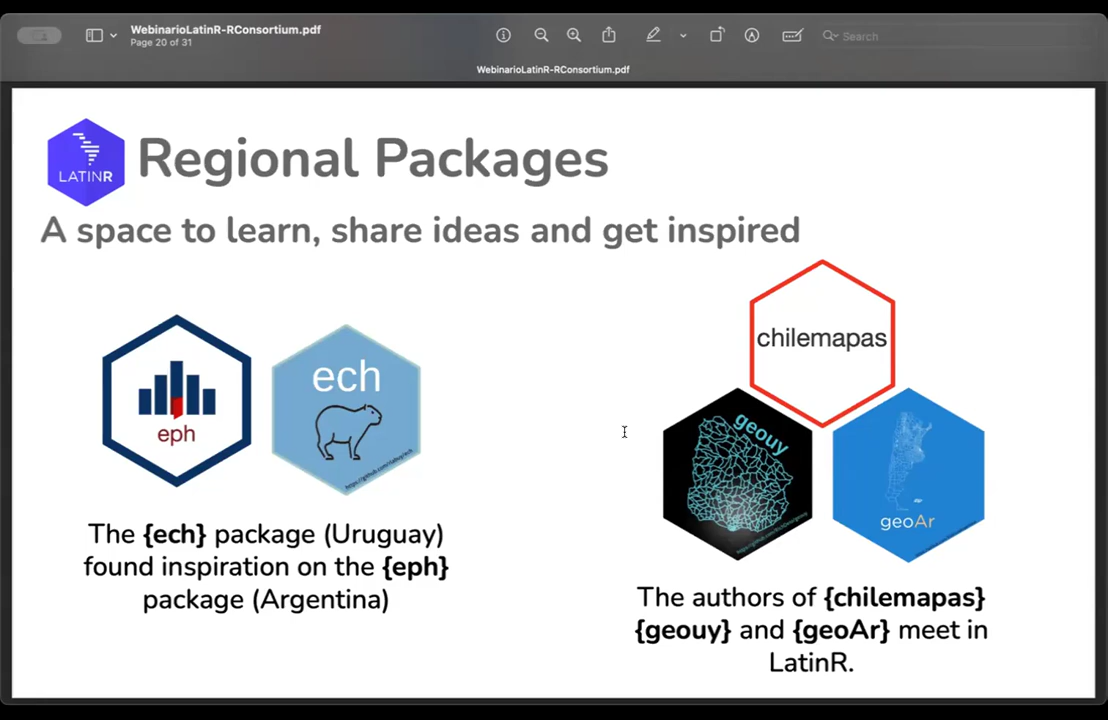 WebinarioLatinR-RConsortium.pdf
Page 20 of 31
Search
WebinarioLatinR-RConsortium.pdf
LATINR
Regional Packages
A space to learn, share ideas and get inspired
chilemapas
ech
eph
geouy
geoAr
The {ech} package (Uruguay)
found inspiration on the {eph}
package (Argentina)
The authors of {chilemapas}
{geouy} and {geoAr} meet in
LatinR.